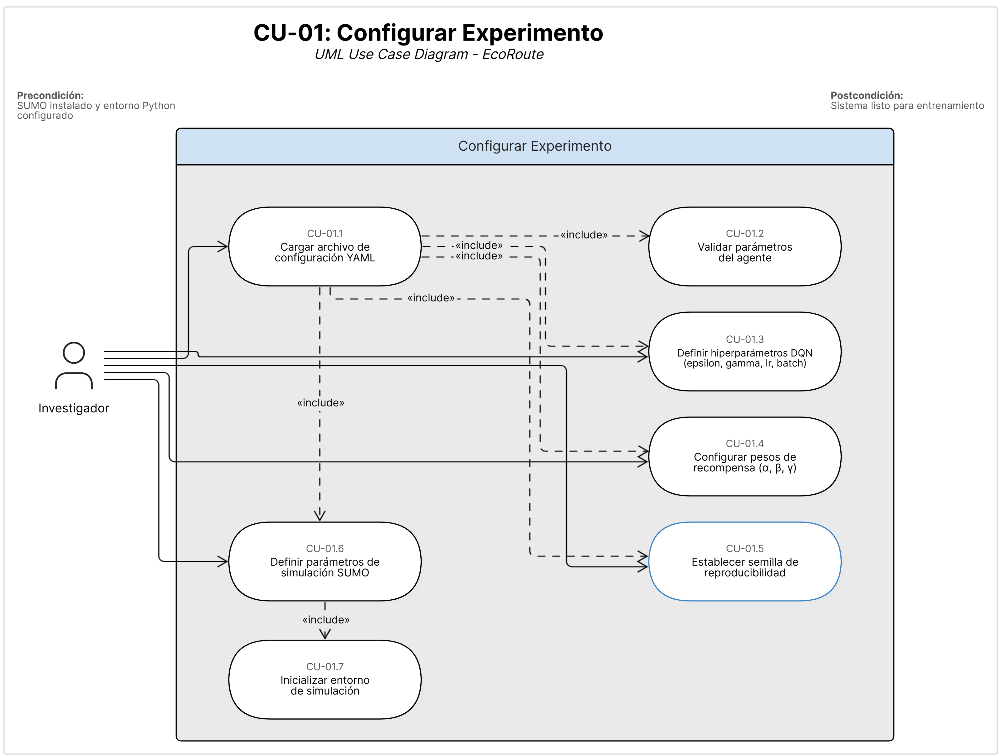 CU-01: Configurar Experimento
UML Use Case Diagram - EcoRoute
Precondición:
SUMO instalado y entorno Python
configurado
Postcondición:
Sistema listo para entrenamiento
Configurar Experimento
CU-01.1
Cargar archivo de
configuración YAML
«include»
«include»
«include»
«include»
CU-01.2
Validar parámetros
del agente
CU-01.3
Definir hiperparámetros DQN
(epsilon, gamma, lr, batch)
Investigador
«include»
CU-01.4
Configurar pesos de
recompensa (α, β, γ)
CU-01.6
Definir parámetros de
simulación SUMO
CU-01.5
Establecer semilla de
reproducibilidad
«include»
CU-01.7
Inicializar entorno
de simulación